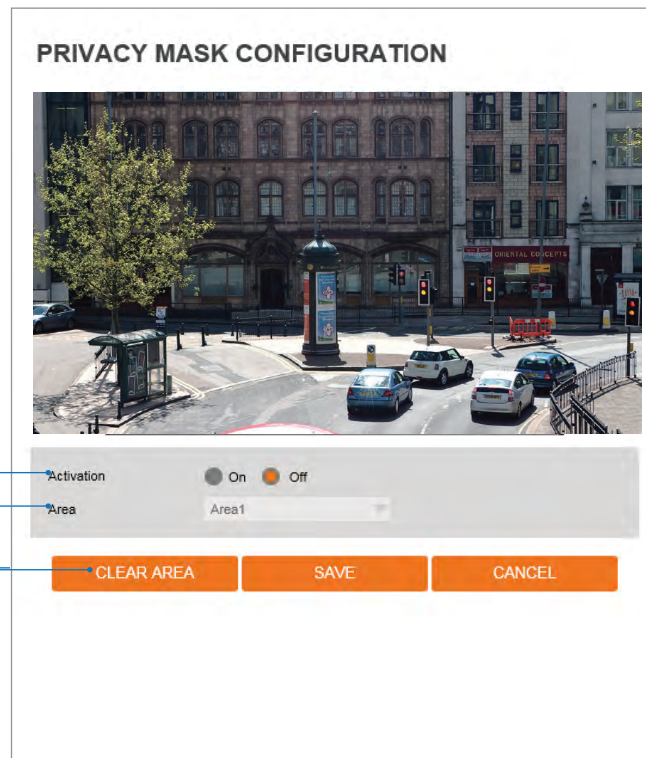 PRIVACY MASK CONFIGURATION
ORIENTAL CONCEPTS
Activation On Off
Area Area1
CLEAR AREA SAVE CANCEL